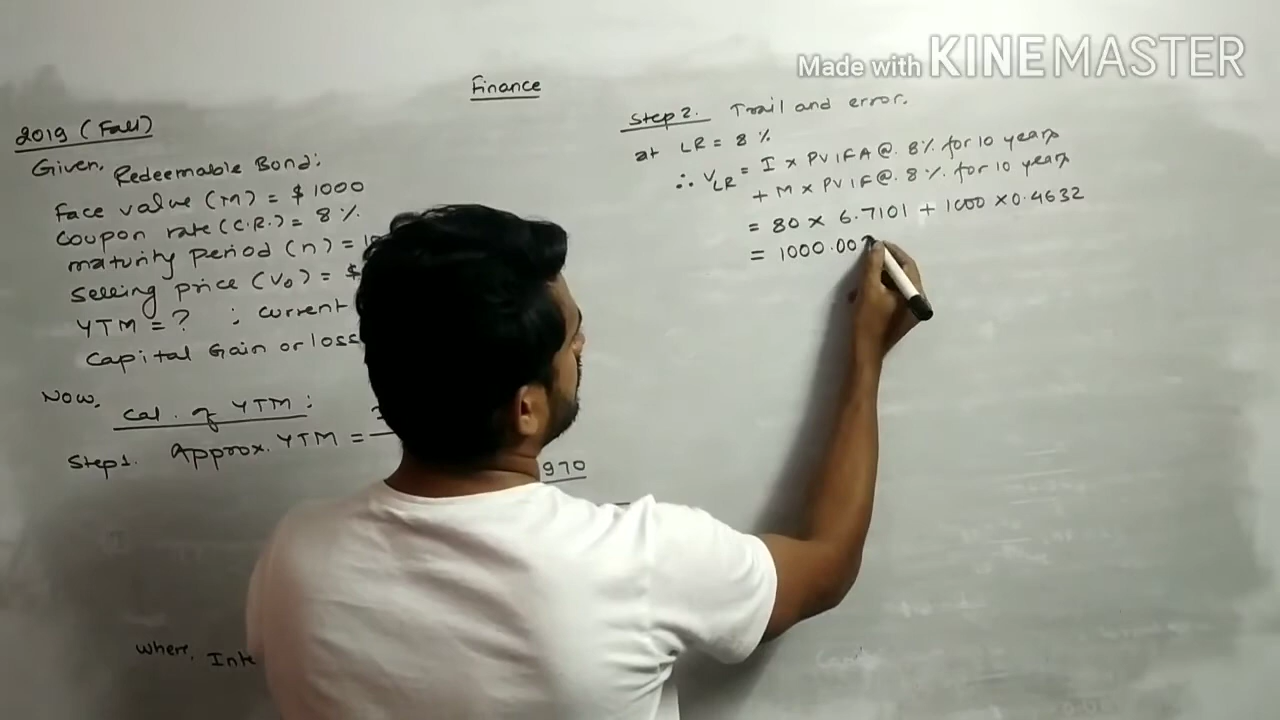 Made with KINEMASTER
Finance
2019 (Fall)
Given, Redeemable Bond:
Face value (M) = $ 1000
Coupon rate (C.R.) = 8 %
maturity period (n) =
Selling price (V0) = $
YTM = ? ; current
Capital Gain or loss
Now,
Cal. of YTM:
Step1. Approx. YTM =
970
where, Inte
Step 2. Trail and error.
at LR = 8 %
∴ VLR = I x PVIFA @. 8 %. for 10 years
+ M x PVIF @. 8 %. for 10 years
= 80 x 6.7101 + 1000 x 0.4632
= 1000.00